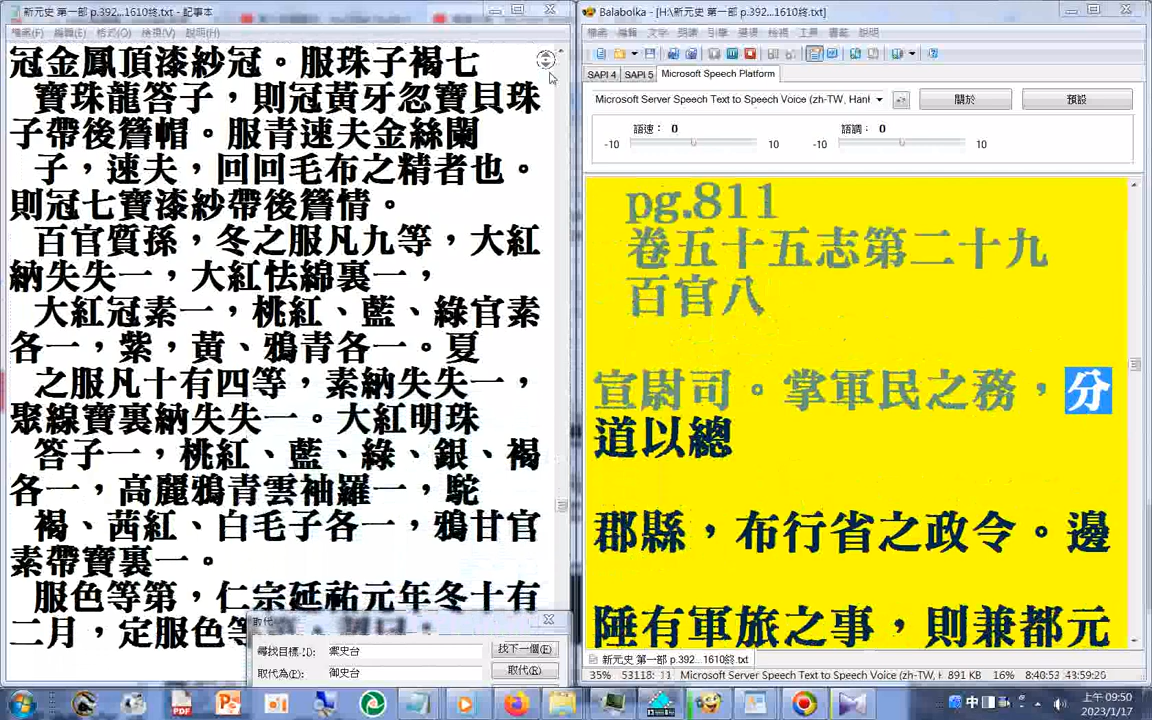 新元史 第一部 p.392...1610終.txt - 記事本
檔案(F) 編輯(E) 格式(O) 檢視(V) 說明(H)
冠金鳳頂漆紗冠。服珠子褐七
寶珠龍答子，則冠黃牙忽寶貝珠
子帶後簷帽。服青速夫金絲闌
子，速夫，回回毛布之精者也。
則冠七寶漆紗帶後簷情。
百官質孫，冬之服凡九等，大紅
納失失一，大紅怯綿裏一，
大紅冠素一，桃紅、藍、綠官素
各一，紫，黃、鴉青各一。夏
之服凡十有四等，素納失失一，
聚線寶裏納失失一。大紅明珠
答子一，桃紅、藍、綠、銀、褐
各一，高麗鴉青雲袖羅一，駝
褐、茜紅、白毛子各一，鴉甘官
素帶寶裏一。
服色等第，仁宗延祐元年冬十有
二月，定服色等
取代
尋找目標(D): 禦史台
找下一個(F)
取代為(P): 御史台
取代(R)
Balabolka - [H:\新元史 第一部 p.392...1610終.txt]
檔案 編輯 文字 朗讀 引擎 選項 檢視 工具 書籤 說明
SAPI 4 SAPI 5 Microsoft Speech Platform
Microsoft Server Speech Text to Speech Voice (zh-TW, Han
關於
預設
語速： 0
語調： 0
-10 10 -10 10
pg.811
卷五十五志第二十九
百官八
宣尉司。掌軍民之務，分
道以總
郡縣，布行省之政令。邊
陲有軍旅之事，則兼都元
新元史 第一部 p.392...1610終.txt
35% 53118: 11 Microsoft Server Speech Text to Speech Voice (zh-TW, H 891 KB 16% 8:40:53 43:59:26
上午 09:50
2023/1/17